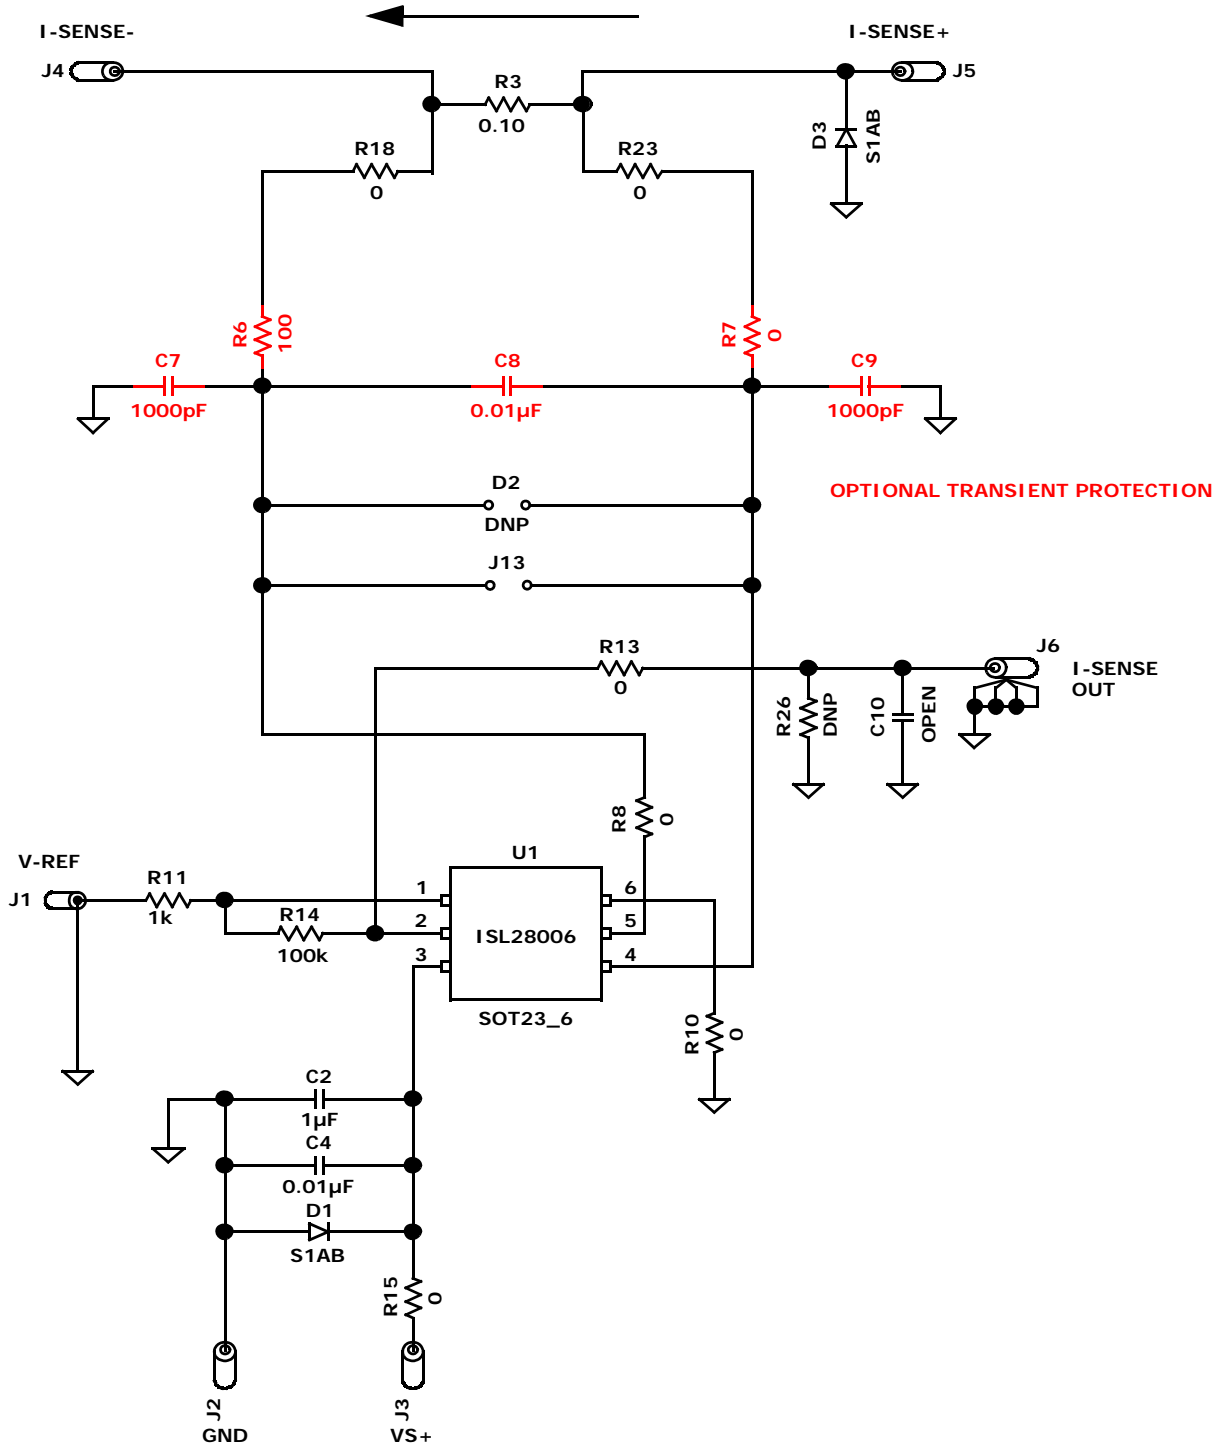 I-SENSE-
I-SENSE+
J4
J5
R3
0.10
D3
S1AB
R18
0
R23
0
R6
100
R7
0
C7
1000pF
C8
0.01µF
C9
1000pF
D2
DNP
OPTIONAL TRANSIENT PROTECTION
J13
R13
0
J6
I-SENSE
OUT
R26
DNP
C10
OPEN
R8
0
V-REF
J1
R11
1k
R14
100k
U1
1
2
3
6
5
4
ISL28006
SOT23_6
R10
0
C2
1µF
C4
0.01µF
D1
S1AB
R15
0
J2
GND
J3
VS+